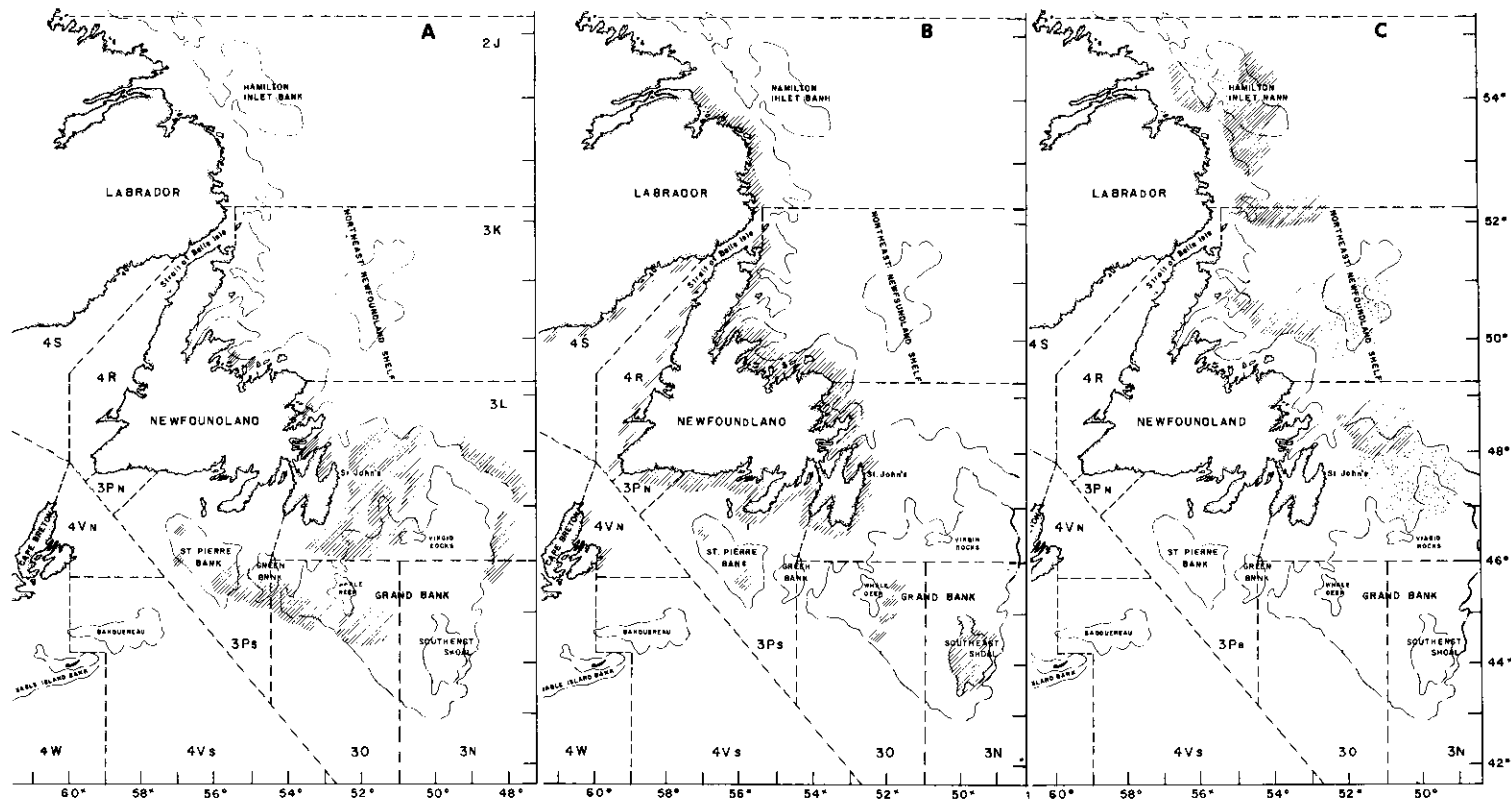 A
2J
HAMILTON
INLET BANK
LABRADOR
3K
Strait of Belle Isle
NORTHEAST NEWFOUNDLAND SHELF
4S
4R
3L
NEWFOUNDLAND
St. John's
3PN
4VN
CAPE BRETON
ST. PIERRE
BANK
GREEN
BANK
VIRGIN
ROCKS
WHALE
DEEP
GRAND BANK
BANQUEREAU
3Ps
SOUTHEAST
SHOAL
SABLE ISLAND BANK
4W
4Vs
3O
3N
60°
56°
54°
52°
50°
48°
B
HAMILTON
INLET BANK
LABRADOR
Strait of Belle Isle
NORTHEAST NEWFOUNDLAND SHELF
4S
4R
NEWFOUNDLAND
St. John's
3PN
4VN
CAPE BRETON
ST. PIERRE
BANK
GREEN
BANK
VIRGIN
ROCKS
WHALE
DEEP
GRAND BANK
BANQUEREAU
3Ps
SOUTHEAST
SHOAL
SABLE ISLAND BANK
4W
4Vs
3O
3N
60°
56°
54°
52°
C
HAMILTON
INLET BANK
54°
LABRADOR
52°
Strait of Belle Isle
NORTHEAST NEWFOUNDLAND SHELF
4S
50°
4R
NEWFOUNDLAND
48°
St John's
3PN
4VN
ST. PIERRE
BANK
GREEN
BANK
VIRGIN
ROCKS
46°
WHALE
DEEP
GRAND BANK
BANQUEREAU
3Ps
SOUTHEAST
SHOAL
44°
ISLAND BANK
4Vs
3O
3N
42°
60°
56°
54°
52°
50°